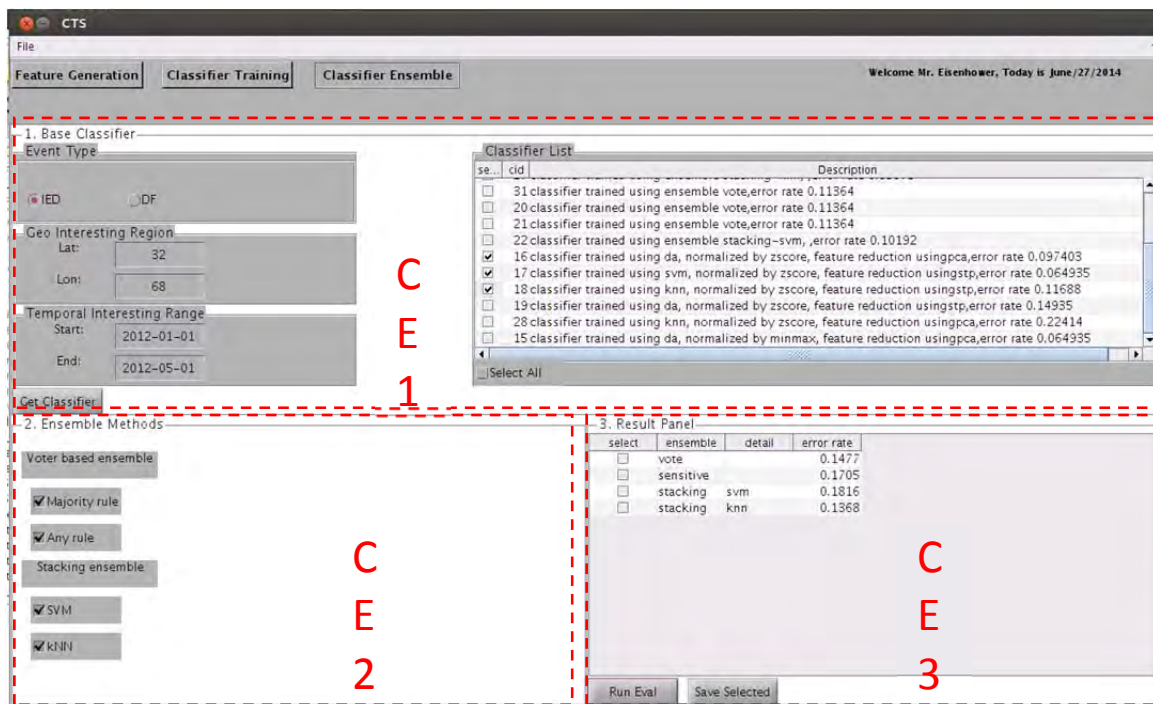 CTS
File
Feature Generation Classifier Training Classifier Ensemble Welcome Mr. Eisenhower, Today is June/27/2014
1. Base Classifier
Event Type
IED DF
Geo Interesting Region
Lat: 32
Lon: 68
Temporal Interesting Range
Start: 2012-01-01
End: 2012-05-01
Get Classifier
Classifier List
se... cid Description
31 classifier trained using ensemble vote,error rate 0.11364
20 classifier trained using ensemble vote,error rate 0.11364
21 classifier trained using ensemble vote,error rate 0.11364
22 classifier trained using ensemble stacking-svm, ,error rate 0.10192
16 classifier trained using da, normalized by zscore, feature reduction usingpca,error rate 0.097403
17 classifier trained using svm, normalized by zscore, feature reduction usingstp,error rate 0.064935
18 classifier trained using knn, normalized by zscore, feature reduction usingstp,error rate 0.11688
19 classifier trained using da, normalized by zscore, feature reduction usingstp,error rate 0.14935
28 classifier trained using knn, normalized by zscore, feature reduction usingpca,error rate 0.22414
15 classifier trained using da, normalized by minmax, feature reduction usingpca,error rate 0.064935
Select All
C
E
1
2. Ensemble Methods
Voter based ensemble
Majority rule
Any rule
Stacking ensemble
SVM
kNN
C
E
2
3. Result Panel
select ensemble detail error rate
vote 0.1477
sensitive 0.1705
stacking svm 0.1816
stacking knn 0.1368
C
E
3
Run Eval Save Selected